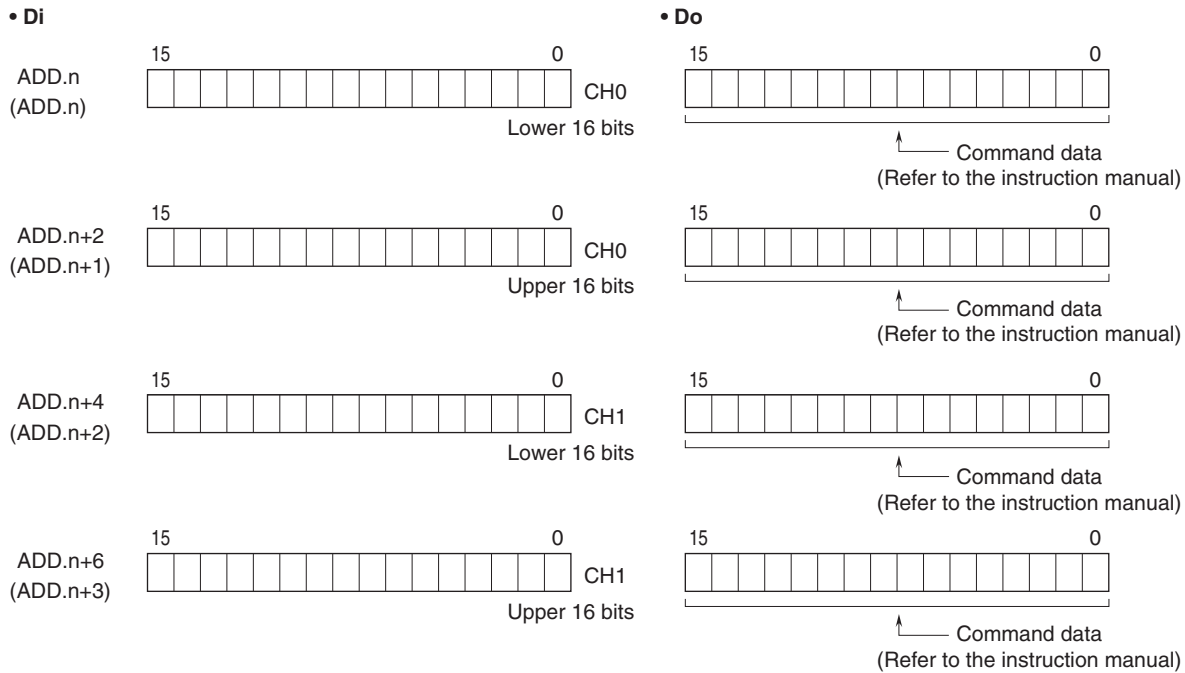 • Di
• Do
15 0
15 0
ADD.n
(ADD.n)
CH0
Lower 16 bits
Command data
(Refer to the instruction manual)
15 0
15 0
ADD.n+2
(ADD.n+1)
CH0
Upper 16 bits
Command data
(Refer to the instruction manual)
15 0
15 0
ADD.n+4
(ADD.n+2)
CH1
Lower 16 bits
Command data
(Refer to the instruction manual)
15 0
15 0
ADD.n+6
(ADD.n+3)
CH1
Upper 16 bits
Command data
(Refer to the instruction manual)